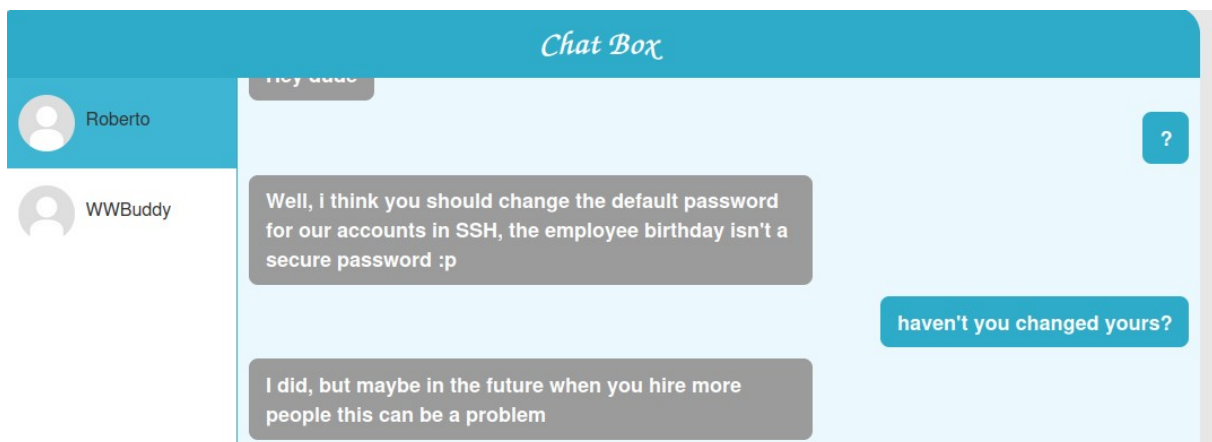 Chat Box
Roberto
WWBuddy
Hey dude
?
Well, i think you should change the default password
for our accounts in SSH, the employee birthday isn't a
secure password :p
haven't you changed yours?
I did, but maybe in the future when you hire more
people this can be a problem